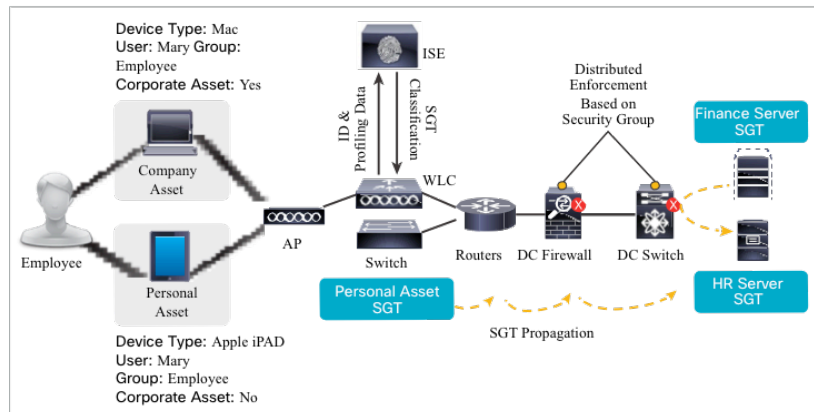 Device Type: Mac
User: Mary Group:
Employee
Corporate Asset: Yes
ISE
ID &
Profiling Data
SGT
Classification
Distributed
Enforcement
Based on
Security Group
Finance Server
SGT
Company
Asset
WLC
Employee
AP
Switch
Routers
DC Firewall
DC Switch
Personal
Asset
Personal Asset
SGT
SGT Propagation
HR Server
SGT
Device Type: Apple iPAD
User: Mary
Group: Employee
Corporate Asset: No